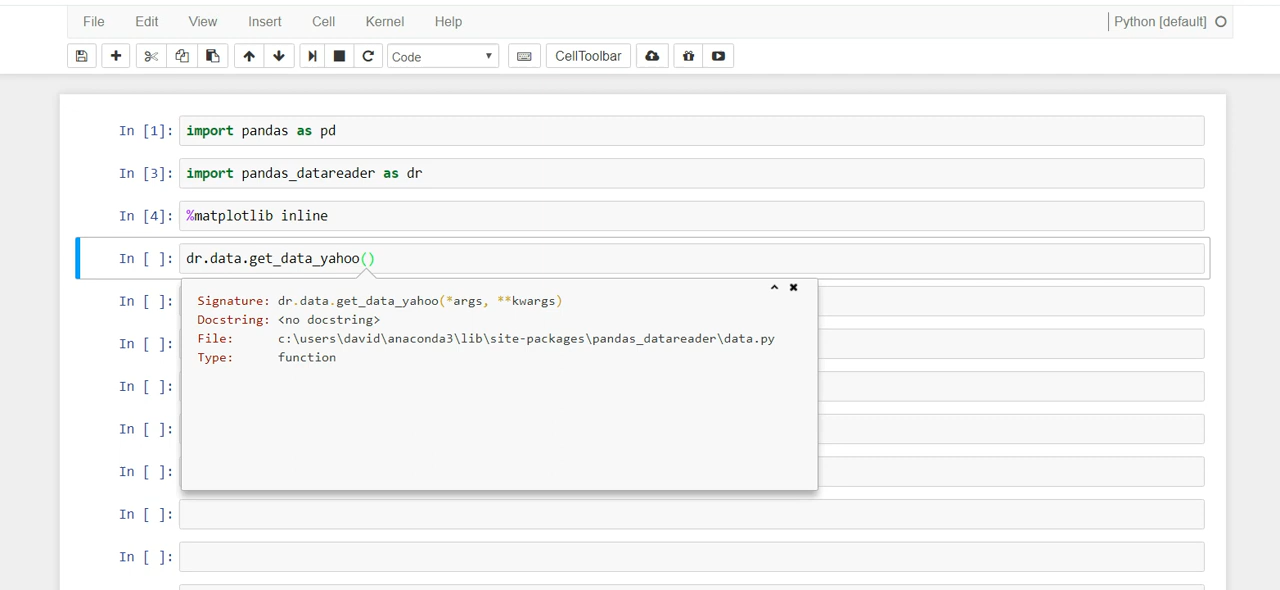 File Edit View Insert Cell Kernel Help Python [default]
Code CellToolbar
In [1]: import pandas as pd
In [3]: import pandas_datareader as dr
In [4]: %matplotlib inline
In [ ]: dr.data.get_data_yahoo()
In [ ]:
Signature: dr.data.get_data_yahoo(*args, **kwargs)
Docstring: <no docstring>
File: c:\users\david\anaconda3\lib\site-packages\pandas_datareader\data.py
In [ ]:
Type: function
In [ ]:
In [ ]:
In [ ]:
In [ ]:
In [ ]: